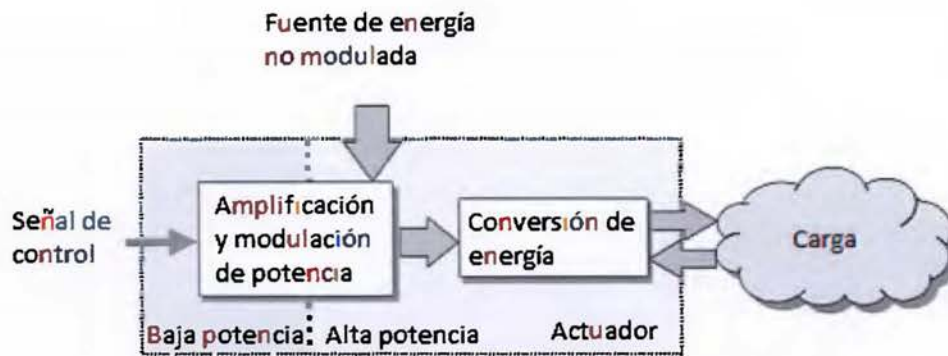 Fuente de energía
no modulada
Señal de
control
Amplificación
y modulación
de potencia
Conversión de
energía
Carga
Baja potencia
Alta potencia
Actuador